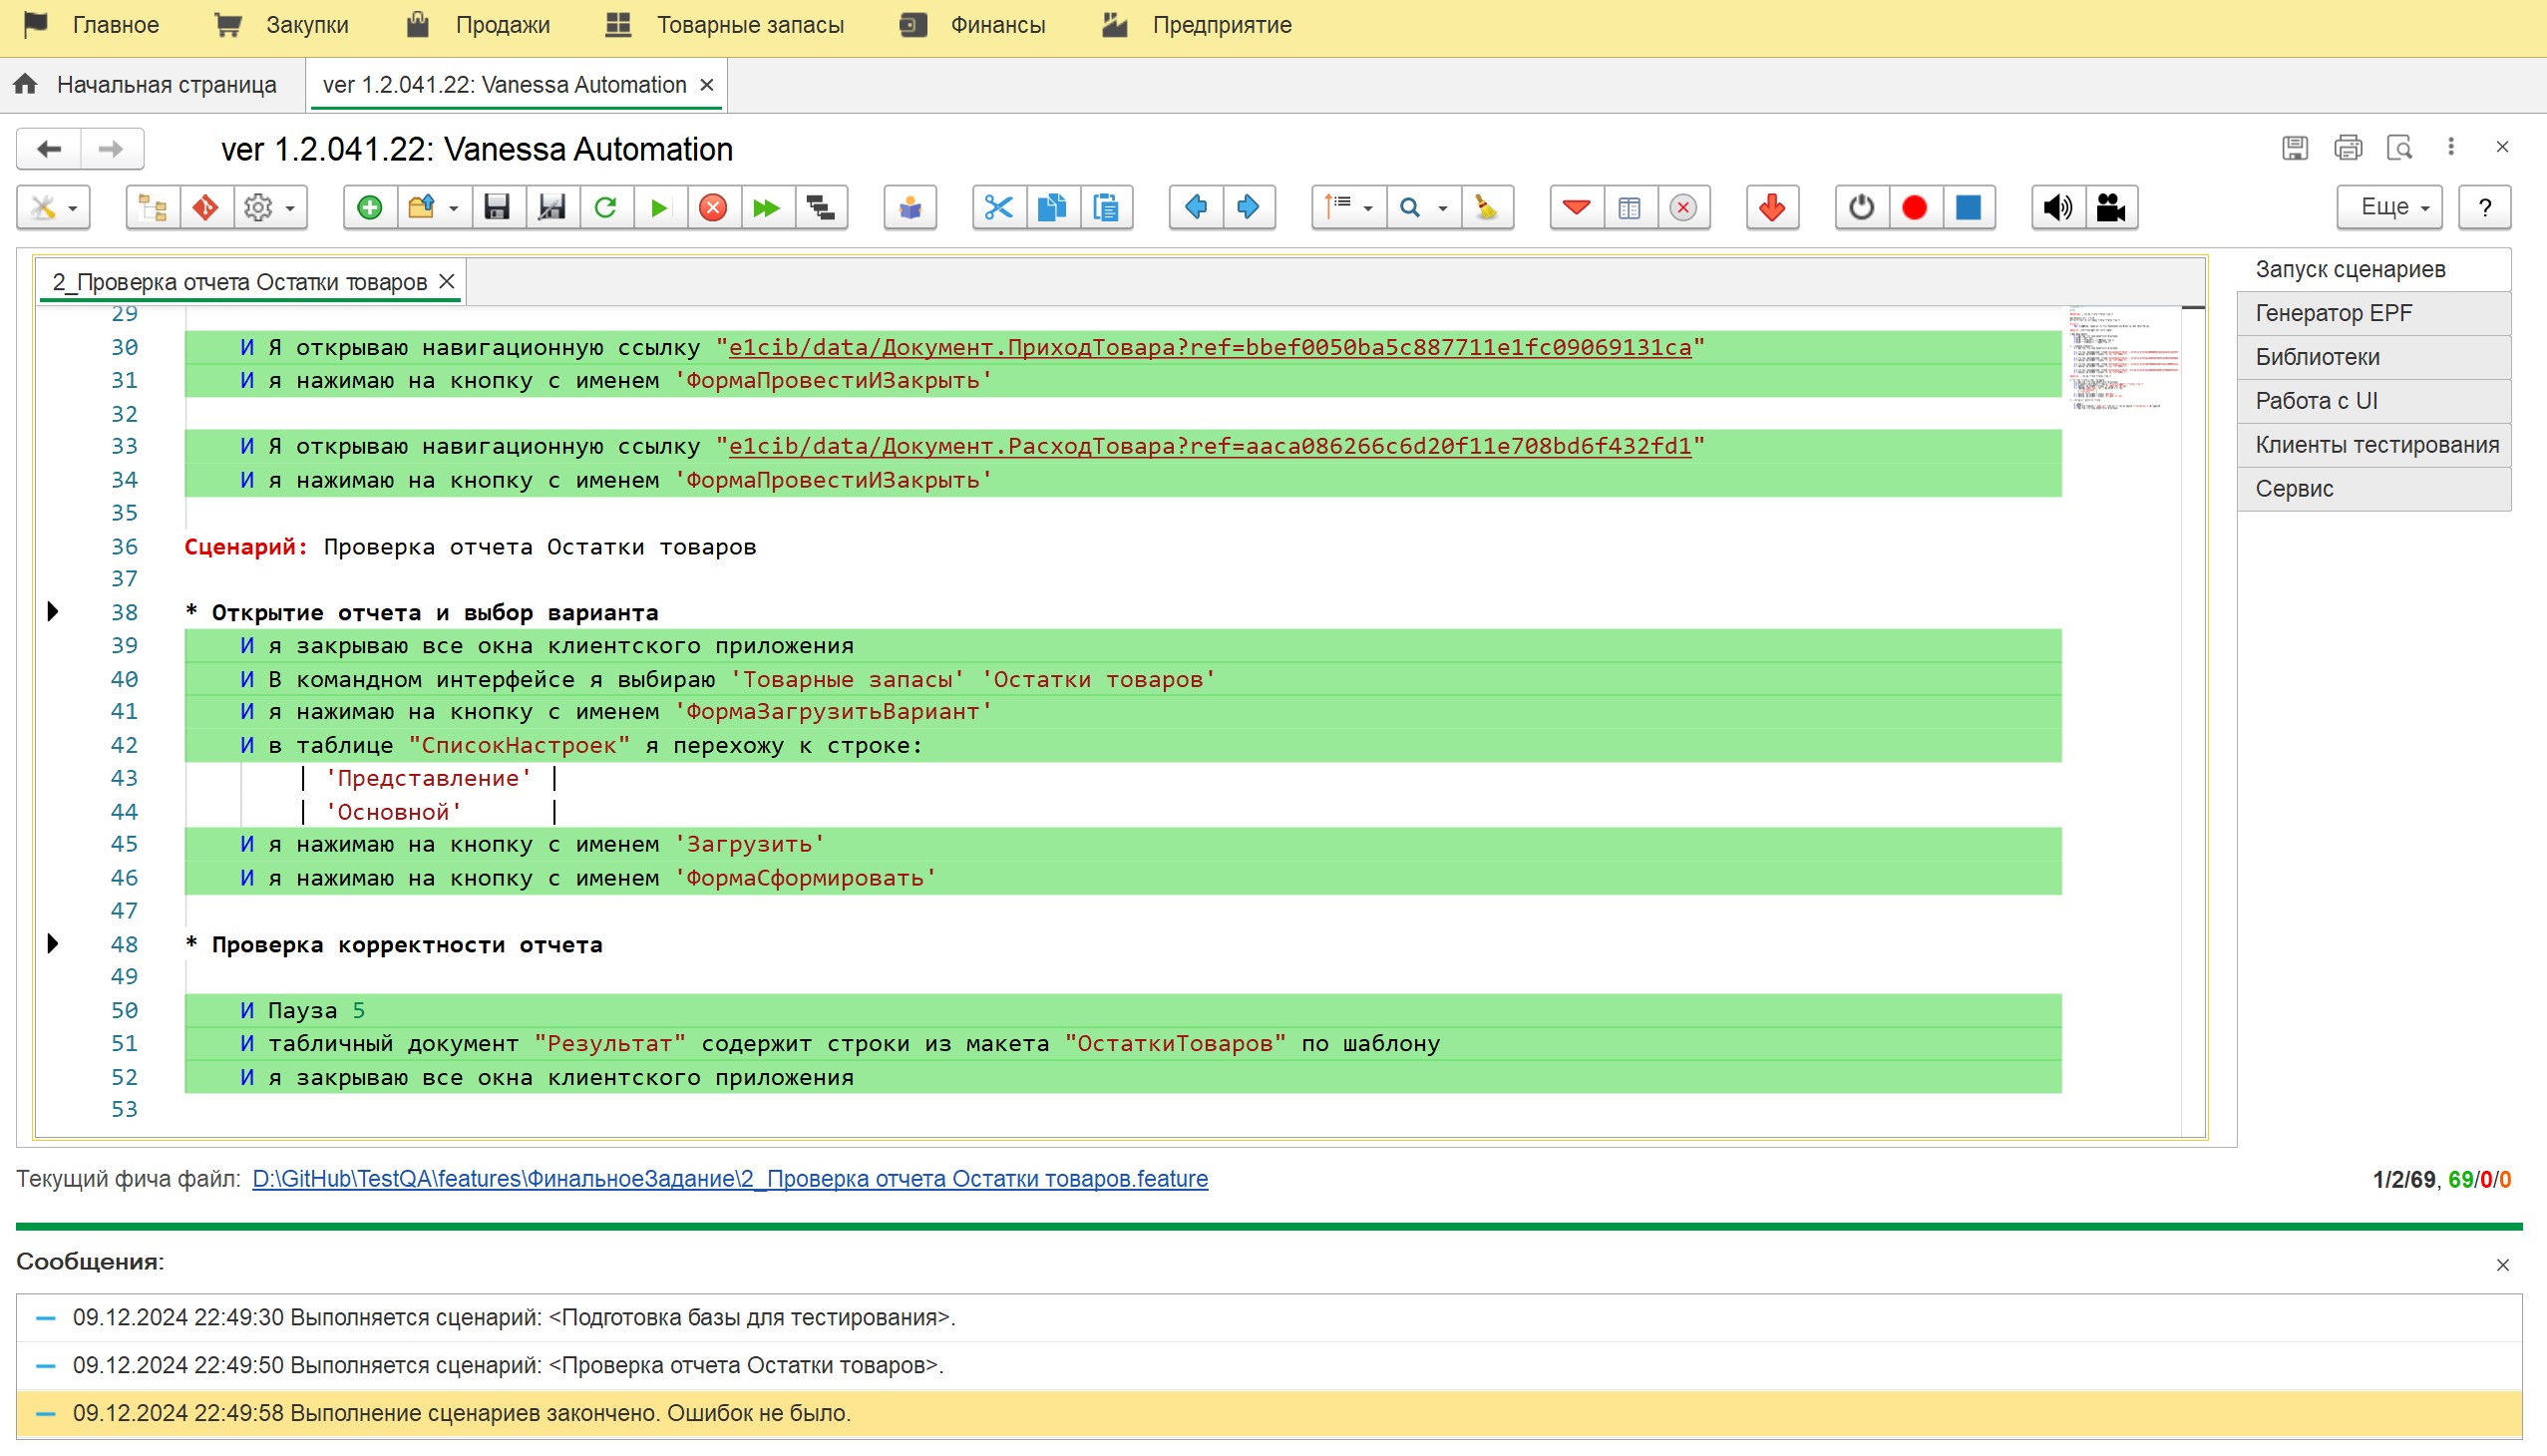 Главное Закупки Продажи Товарные запасы Финансы Предприятие
Начальная страница ver 1.2.041.22: Vanessa Automation ×
ver 1.2.041.22: Vanessa Automation
Еще ?
2_Проверка отчета Остатки товаров ×
29
30 И Я открываю навигационную ссылку "e1cib/data/Документ.ПриходТовара?ref=bbef0050ba5c887711e1fc09069131ca"
31 И я нажимаю на кнопку с именем 'ФормаПровестиИЗакрыть'
32
33 И Я открываю навигационную ссылку "e1cib/data/Документ.РасходТовара?ref=aaca086266c6d20f11e708bd6f432fd1"
34 И я нажимаю на кнопку с именем 'ФормаПровестиИЗакрыть'
35
36 Сценарий: Проверка отчета Остатки товаров
37
38 * Открытие отчета и выбор варианта
39 И я закрываю все окна клиентского приложения
40 И В командном интерфейсе я выбираю 'Товарные запасы' 'Остатки товаров'
41 И я нажимаю на кнопку с именем 'ФормаЗагрузитьВариант'
42 И в таблице "СписокНастроек" я перехожу к строке:
43 | 'Представление' |
44 | 'Основной' |
45 И я нажимаю на кнопку с именем 'Загрузить'
46 И я нажимаю на кнопку с именем 'ФормаСформировать'
47
48 * Проверка корректности отчета
49
50 И Пауза 5
51 И табличный документ "Результат" содержит строки из макета "ОстаткиТоваров" по шаблону
52 И я закрываю все окна клиентского приложения
53
Запуск сценариев
Генератор EPF
Библиотеки
Работа с UI
Клиенты тестирования
Сервис
Текущий фича файл: D:\GitHub\TestQA\features\ФинальноеЗадание\2_Проверка отчета Остатки товаров.feature 1/2/69, 69/0/0
Сообщения:
09.12.2024 22:49:30 Выполняется сценарий: <Подготовка базы для тестирования>.
09.12.2024 22:49:50 Выполняется сценарий: <Проверка отчета Остатки товаров>.
09.12.2024 22:49:58 Выполнение сценариев закончено. Ошибок не было.